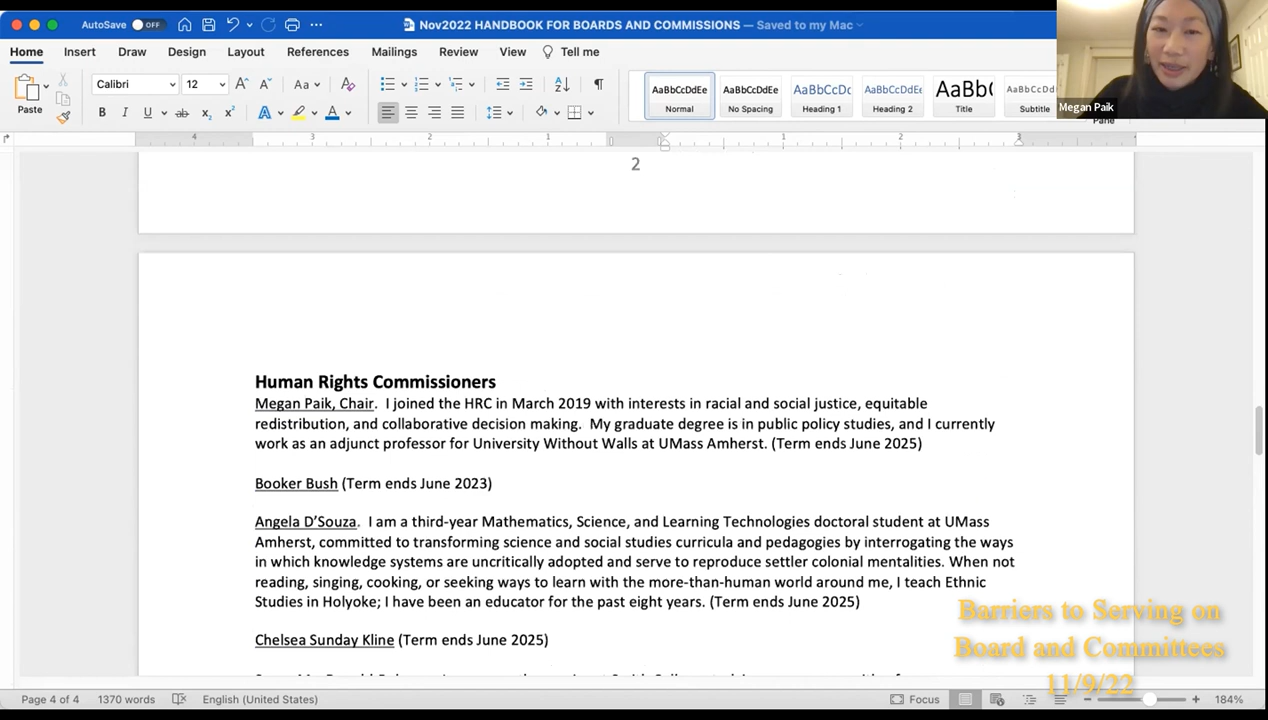 AutoSave OFF
Nov2022 HANDBOOK FOR BOARDS AND COMMISSIONS — Saved to my Mac
Home Insert Draw Design Layout References Mailings Review View Tell me
Paste
Calibri 12
AaBbCcDdEe Normal
AaBbCcDdEe No Spacing
AaBbCcDc Heading 1
AaBbCcDdEe Heading 2
AaBb( Title
AaBbCcDdEe Subtitle
Pane
Megan Paik
4 3 2 1 1 2 3
2
Human Rights Commissioners
Megan Paik, Chair. I joined the HRC in March 2019 with interests in racial and social justice, equitable
redistribution, and collaborative decision making. My graduate degree is in public policy studies, and I currently
work as an adjunct professor for University Without Walls at UMass Amherst. (Term ends June 2025)
Booker Bush (Term ends June 2023)
Angela D'Souza. I am a third-year Mathematics, Science, and Learning Technologies doctoral student at UMass
Amherst, committed to transforming science and social studies curricula and pedagogies by interrogating the ways
in which knowledge systems are uncritically adopted and serve to reproduce settler colonial mentalities. When not
reading, singing, cooking, or seeking ways to learn with the more-than-human world around me, I teach Ethnic
Studies in Holyoke; I have been an educator for the past eight years. (Term ends June 2025)
Chelsea Sunday Kline (Term ends June 2025)
Barriers to Serving on
Board and Committees
11/9/22
Page 4 of 4 1370 words English (United States) Focus 184%